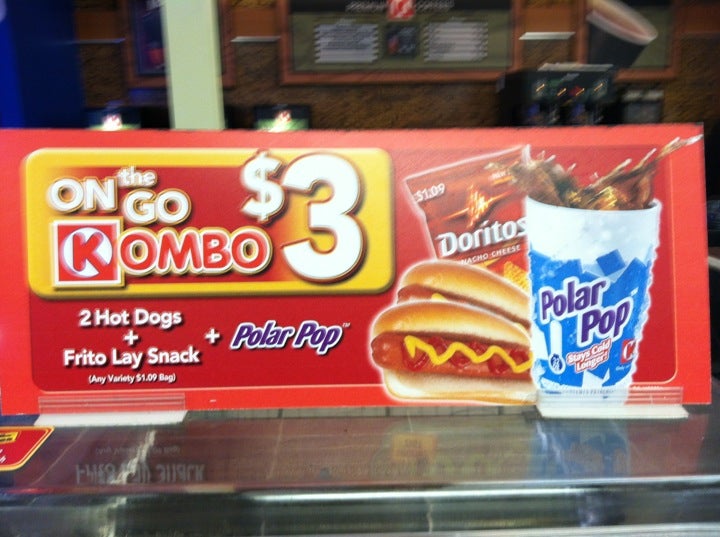 ON the GO
KOMBO
$3
2 Hot Dogs
+
Frito Lay Snack
(Any Variety $1.09 Bag)
+ Polar Pop™
$1.09
Doritos
NACHO CHEESE
Polar
Pop
Stays Cold
Longer!
K